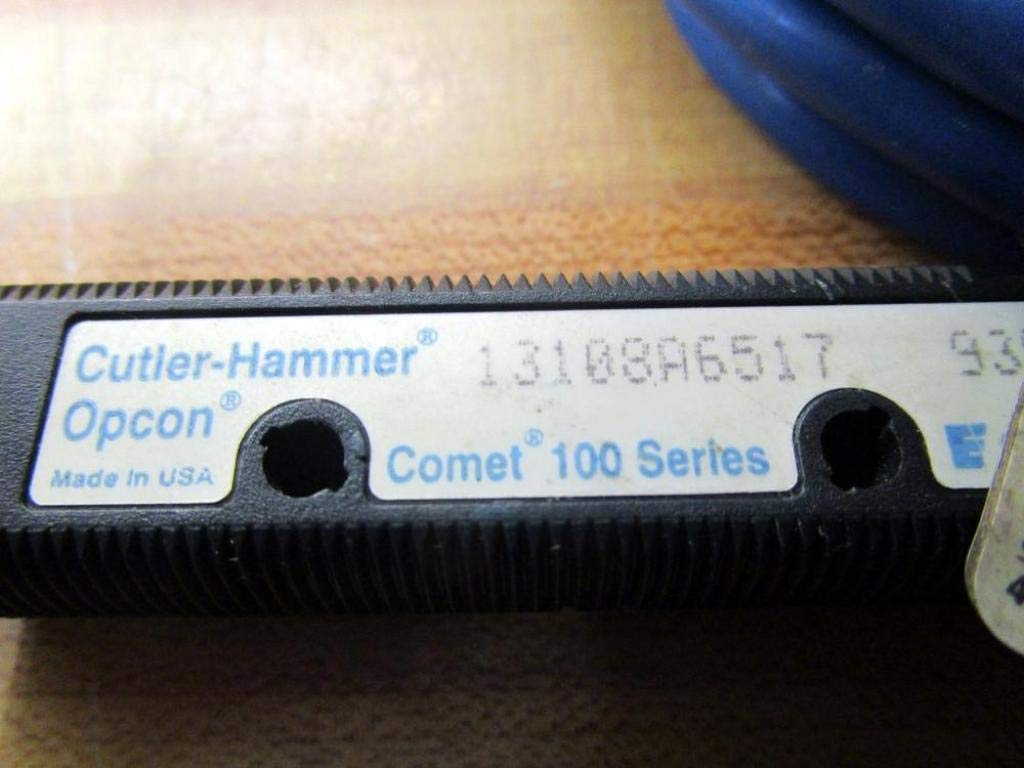 Cutler-Hammer® 13108A6517
Opcon®
Made in USA
Comet® 100 Series